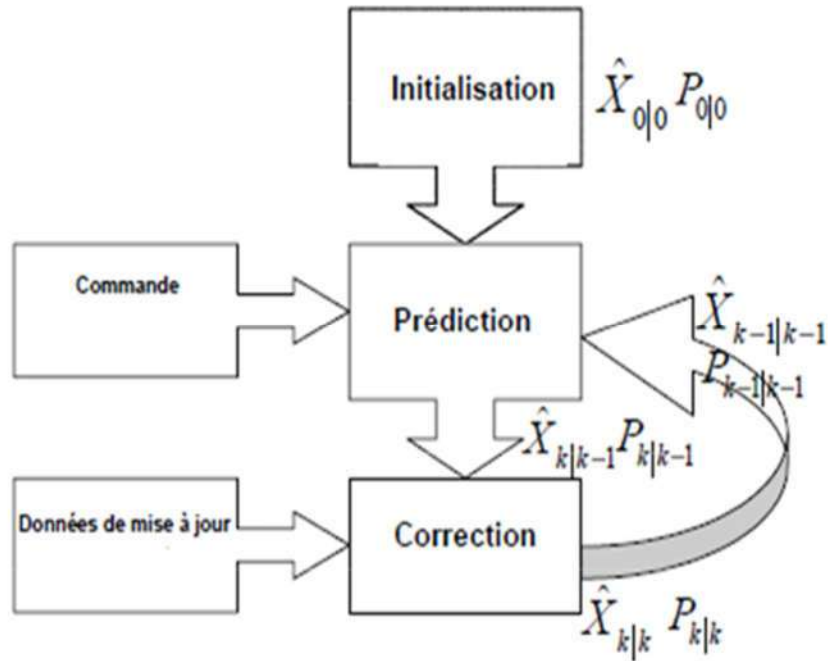 Initialisation
X̂₀|₀ P₀|₀
Commande
Prédiction
X̂ₖ₋₁|ₖ₋₁
Pₖ₋₁|ₖ₋₁
X̂ₖ|ₖ₋₁ Pₖ|ₖ₋₁
Données de mise à jour
Correction
X̂ₖ|ₖ Pₖ|ₖ